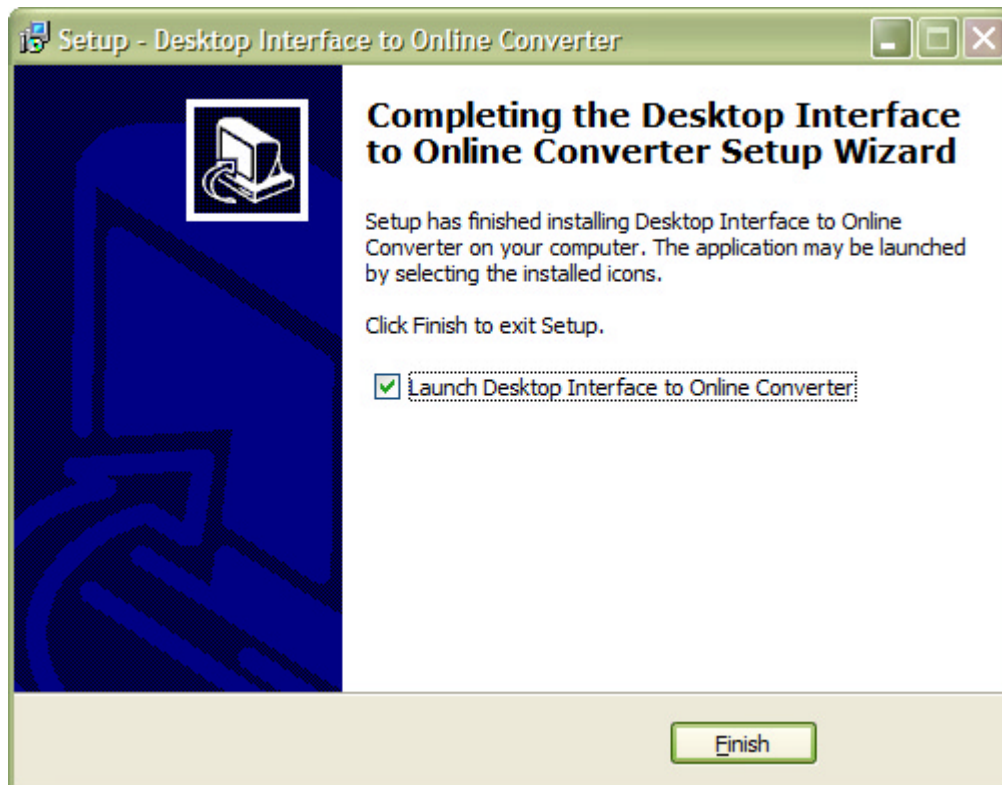 Setup - Desktop Interface to Online Converter
Completing the Desktop Interface
to Online Converter Setup Wizard
Setup has finished installing Desktop Interface to Online
Converter on your computer. The application may be launched
by selecting the installed icons.
Click Finish to exit Setup.
Launch Desktop Interface to Online Converter
Finish